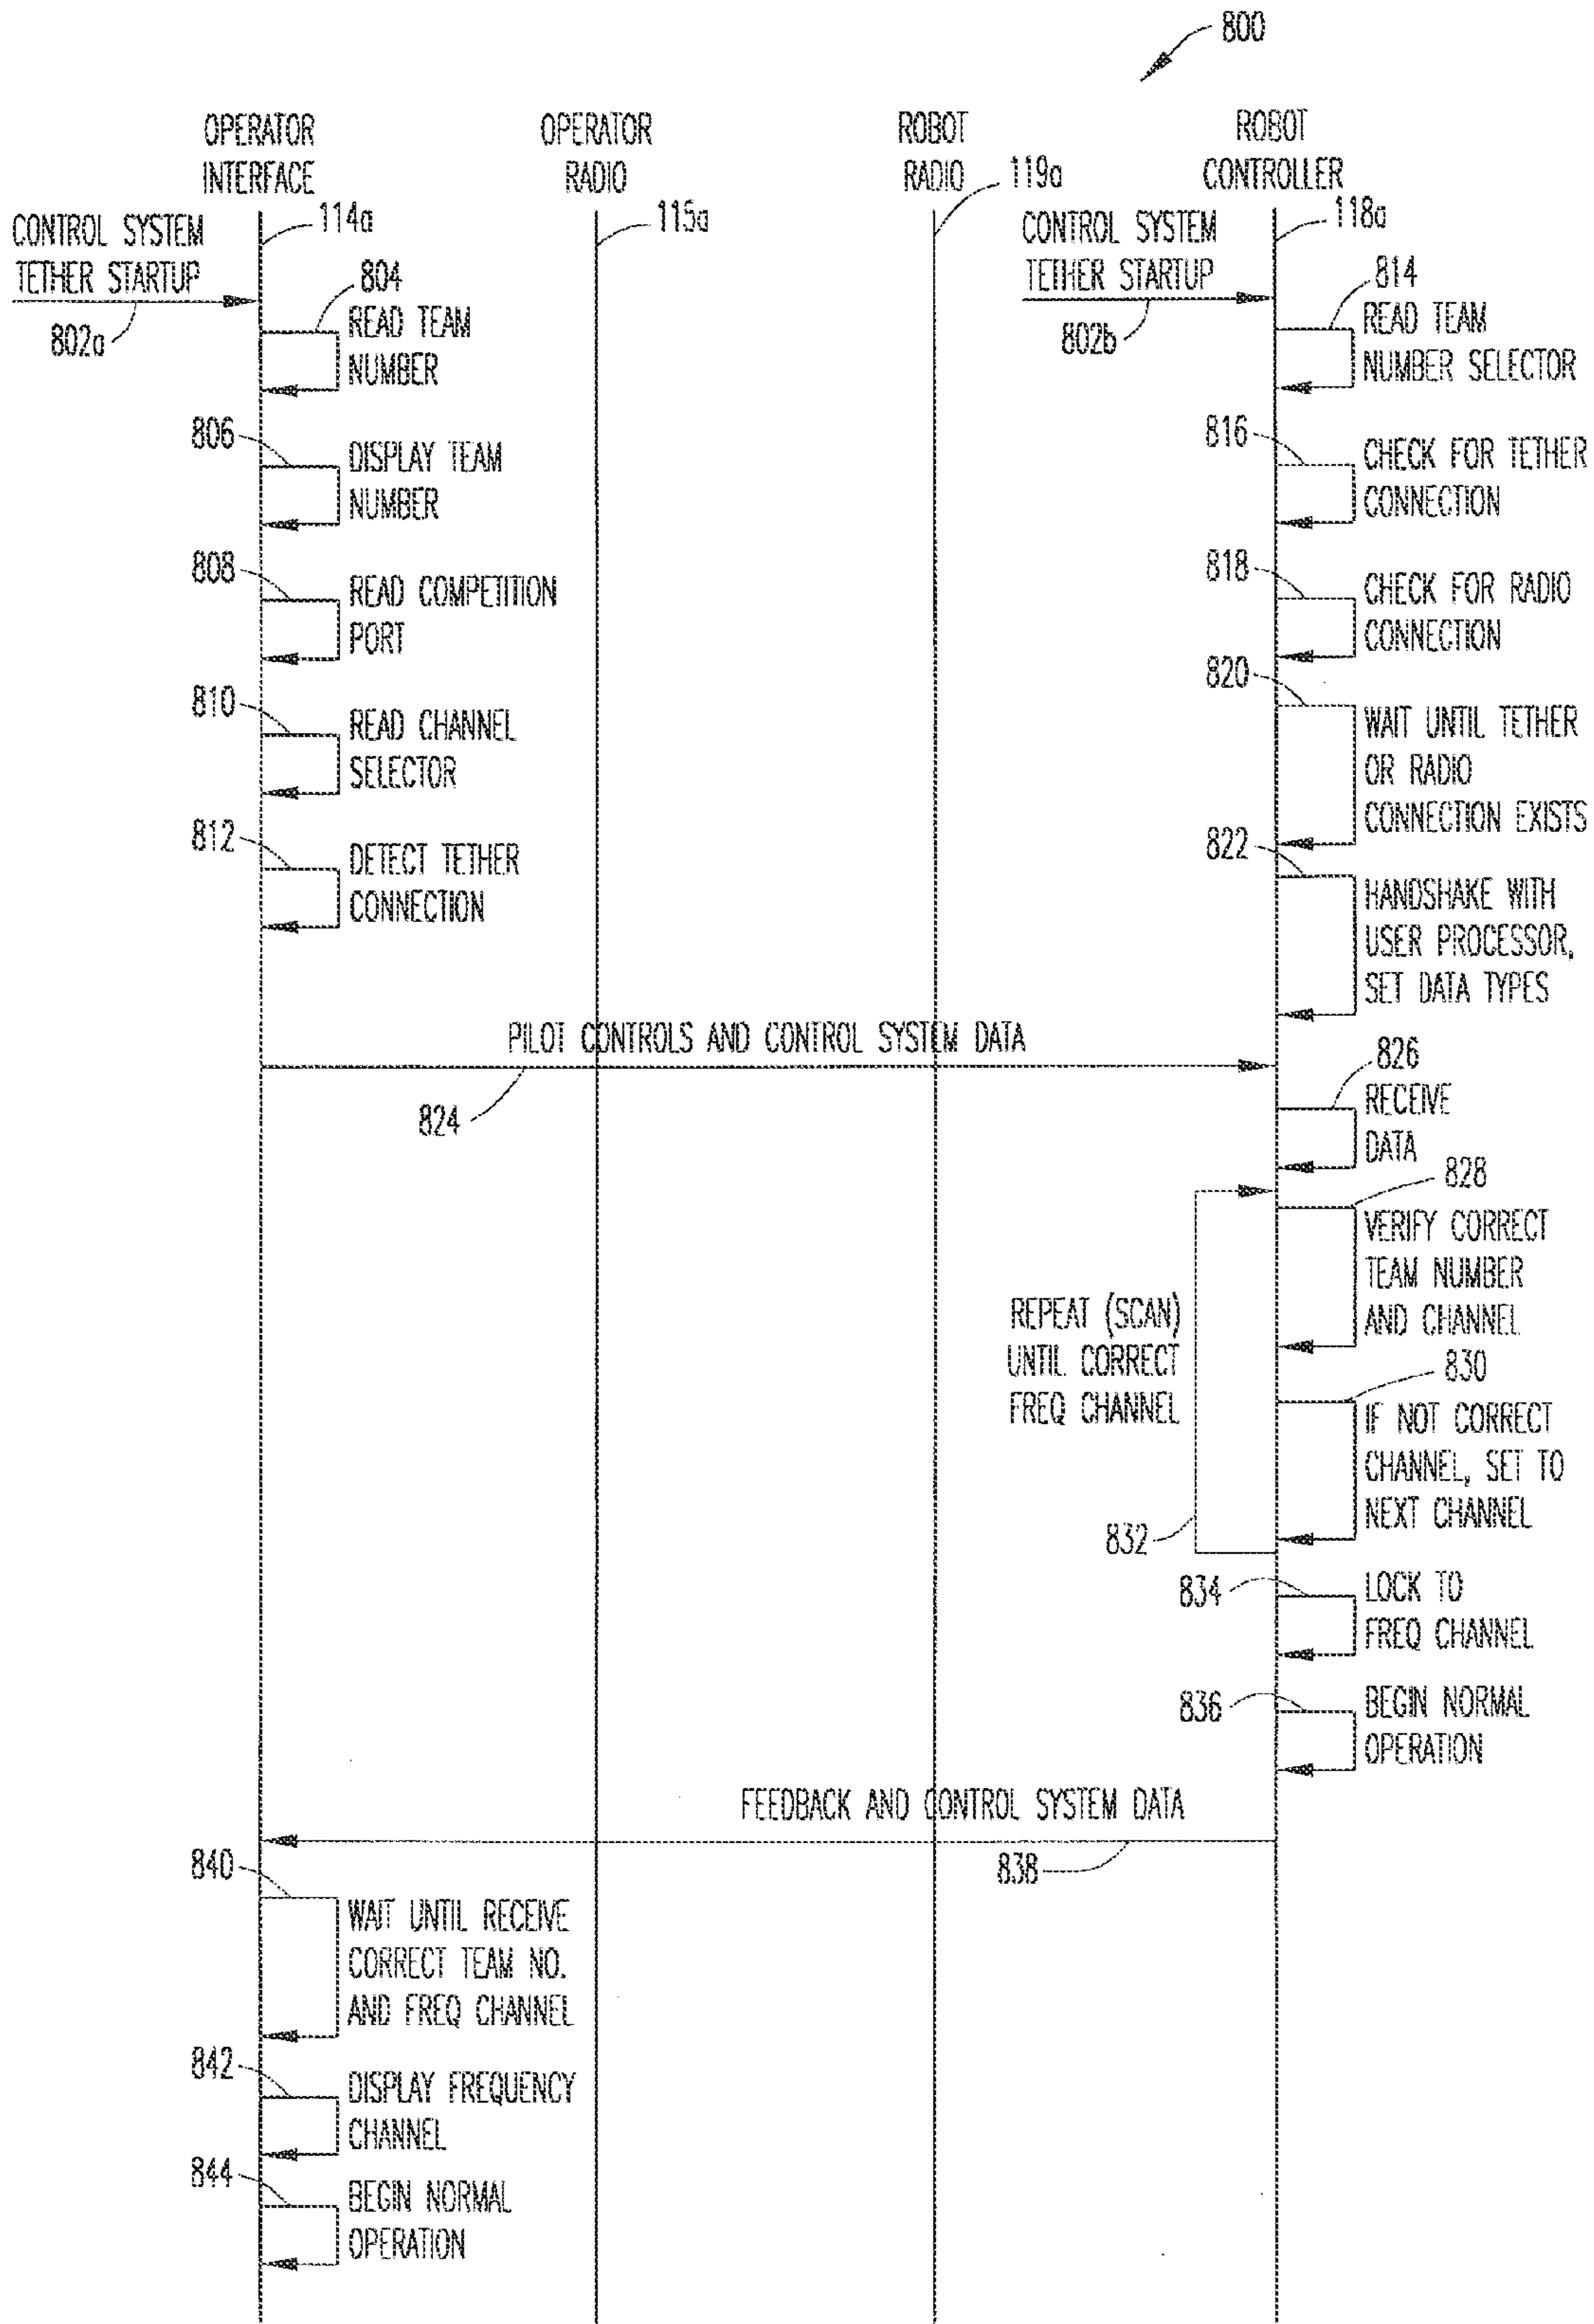 800
OPERATOR
INTERFACE
OPERATOR
RADIO
ROBOT
RADIO
ROBOT
CONTROLLER
114a
115a
119a
118a
CONTROL SYSTEM
TETHER STARTUP
802a
CONTROL SYSTEM
TETHER STARTUP
802b
804
READ TEAM
NUMBER
814
READ TEAM
NUMBER SELECTOR
806
DISPLAY TEAM
NUMBER
816
CHECK FOR TETHER
CONNECTION
808
READ COMPETITION
PORT
818
CHECK FOR RADIO
CONNECTION
810
READ CHANNEL
SELECTOR
820
WAIT UNTIL TETHER
OR RADIO
CONNECTION EXISTS
812
DETECT TETHER
CONNECTION
822
HANDSHAKE WITH
USER PROCESSOR,
SET DATA TYPES
PILOT CONTROLS AND CONTROL SYSTEM DATA
824
826
RECEIVE
DATA
828
VERIFY CORRECT
TEAM NUMBER
AND CHANNEL
REPEAT (SCAN)
UNTIL CORRECT
FREQ CHANNEL
830
IF NOT CORRECT
CHANNEL, SET TO
NEXT CHANNEL
832
834
LOCK TO
FREQ CHANNEL
836
BEGIN NORMAL
OPERATION
FEEDBACK AND CONTROL SYSTEM DATA
838
840
WAIT UNTIL RECEIVE
CORRECT TEAM NO.
AND FREQ CHANNEL
842
DISPLAY FREQUENCY
CHANNEL
844
BEGIN NORMAL
OPERATION